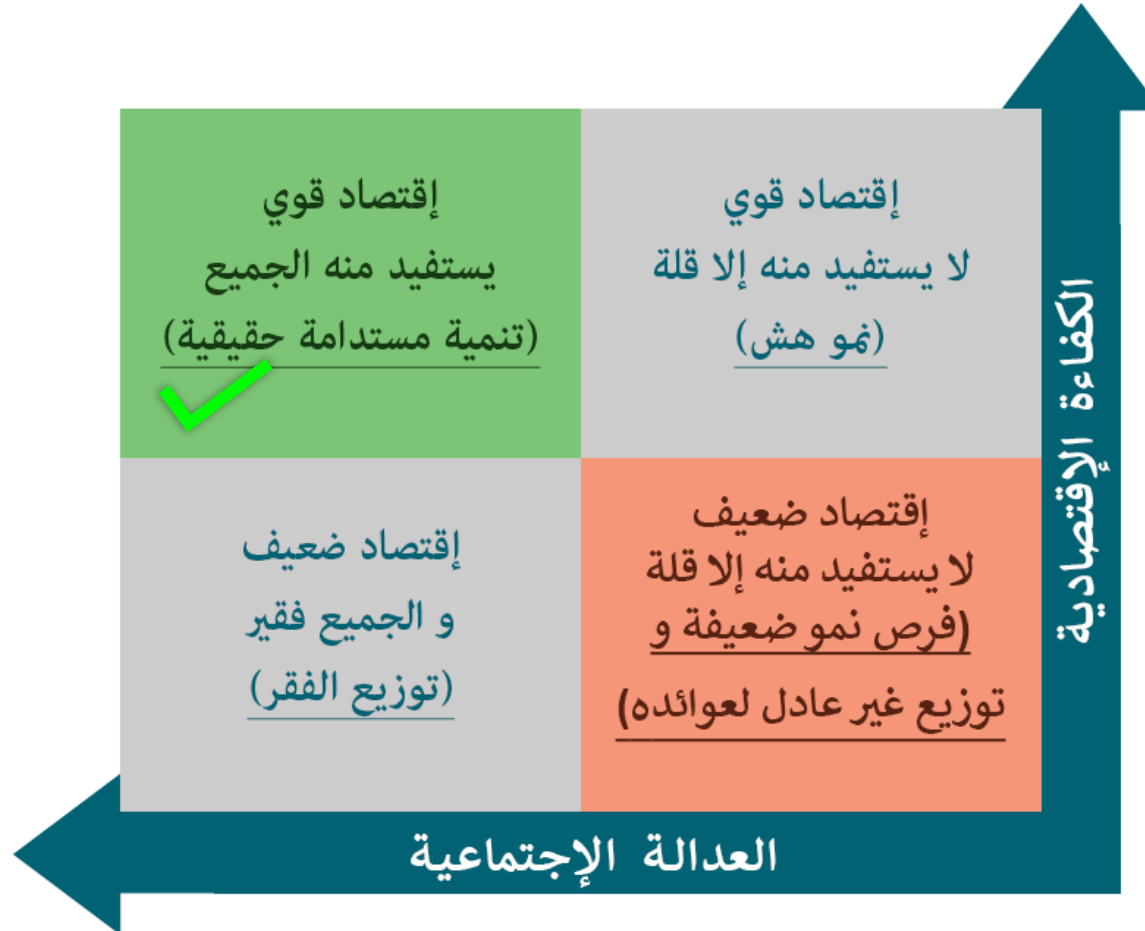 إقتصاد قوي
لا يستفيد منه إلا قلة
(نمو هش)
إقتصاد قوي
يستفيد منه الجميع
(تنمية مستدامة حقيقية)
إقتصاد ضعيف
لا يستفيد منه إلا قلة
(فرص نمو ضعيفة و
توزيع غير عادل لعوائده)
إقتصاد ضعيف
و الجميع فقير
(توزيع الفقر)
الكفاءة الإقتصادية
العدالة الإجتماعية